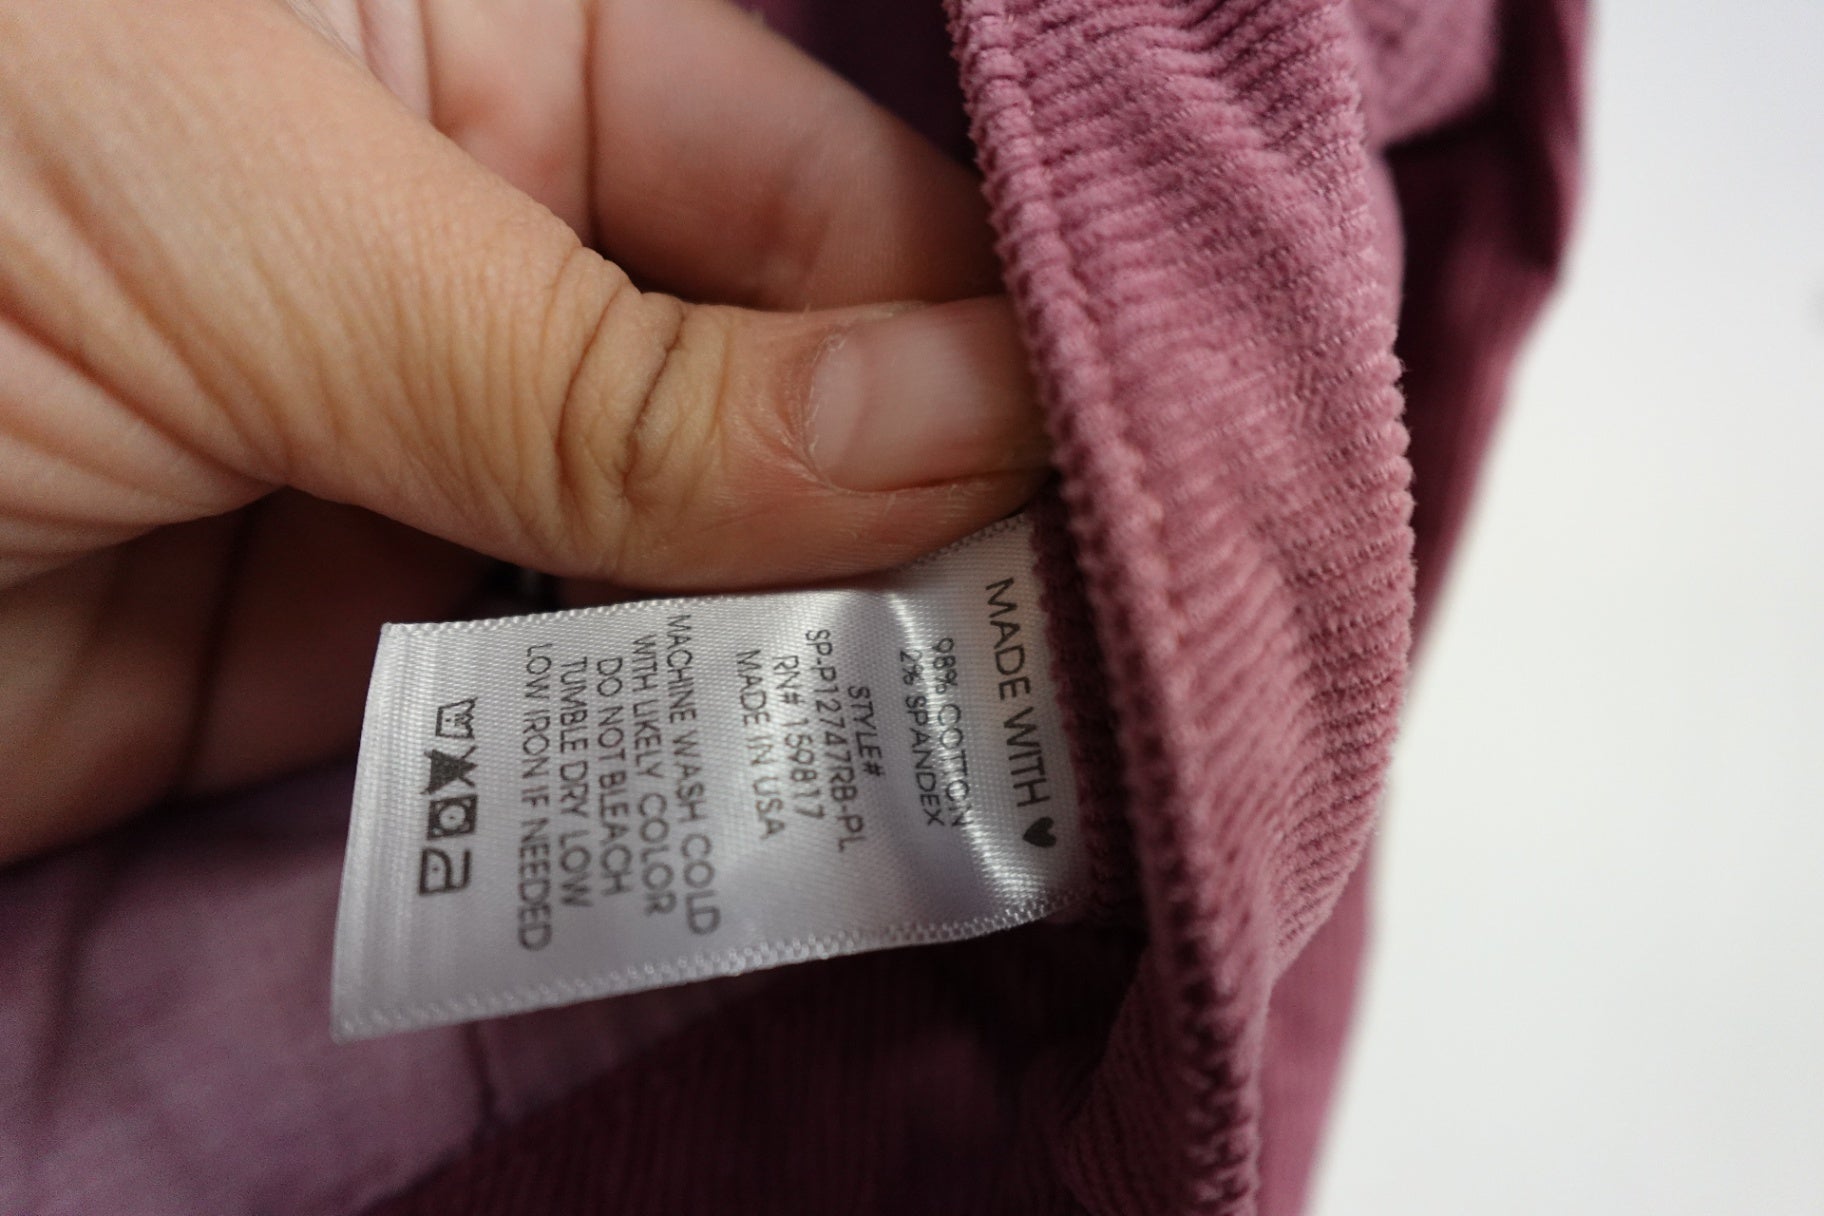 MADE WITH ♥
98% COTTON
2% SPANDEX
STYLE#
SP-P12747RB-PL
RN# 159817
MADE IN USA
MACHINE WASH COLD
WITH LIKELY COLOR
DO NOT BLEACH
TUMBLE DRY LOW
LOW IRON IF NEEDED